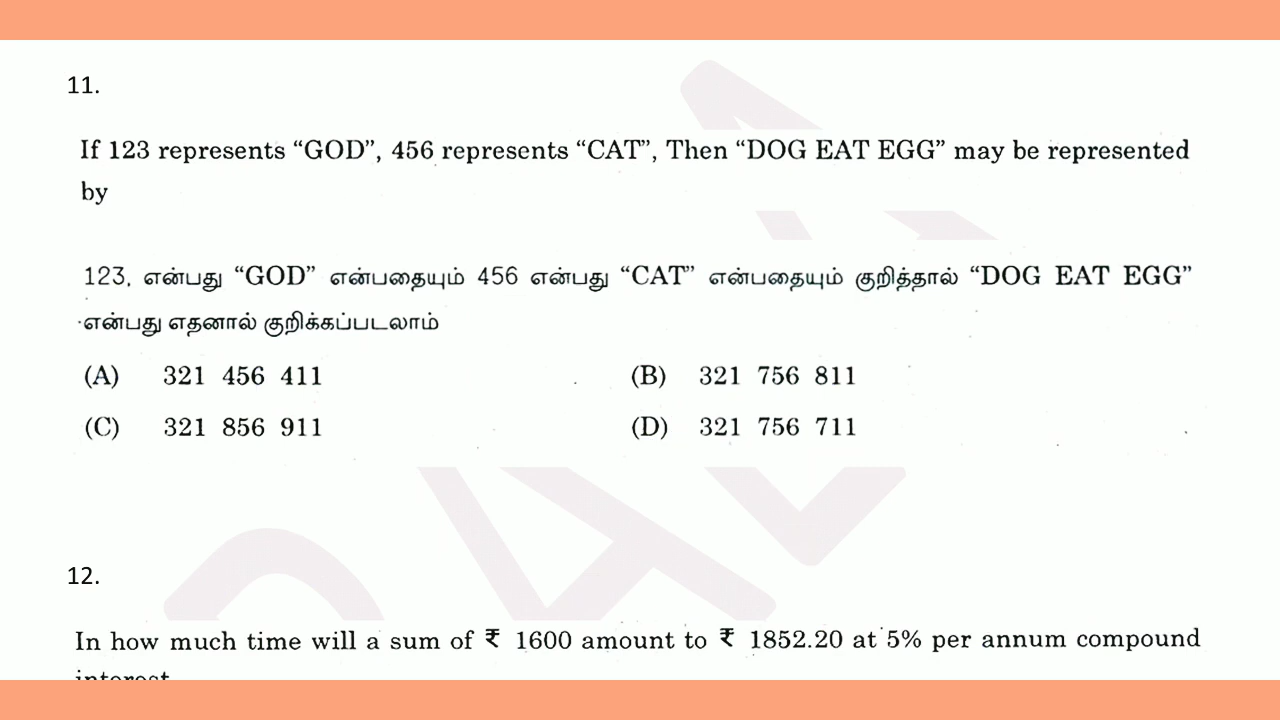 11.
If 123 represents “GOD”, 456 represents “CAT”, Then “DOG EAT EGG” may be represented
by
123, என்பது “GOD” என்பதையும் 456 என்பது “CAT” என்பதையும் குறித்தால் “DOG EAT EGG”
என்பது எதனால் குறிக்கப்படலாம்
(A) 321 456 411 (B) 321 756 811
(C) 321 856 911 (D) 321 756 711
12.
In how much time will a sum of ₹ 1600 amount to ₹ 1852.20 at 5% per annum compound
interest